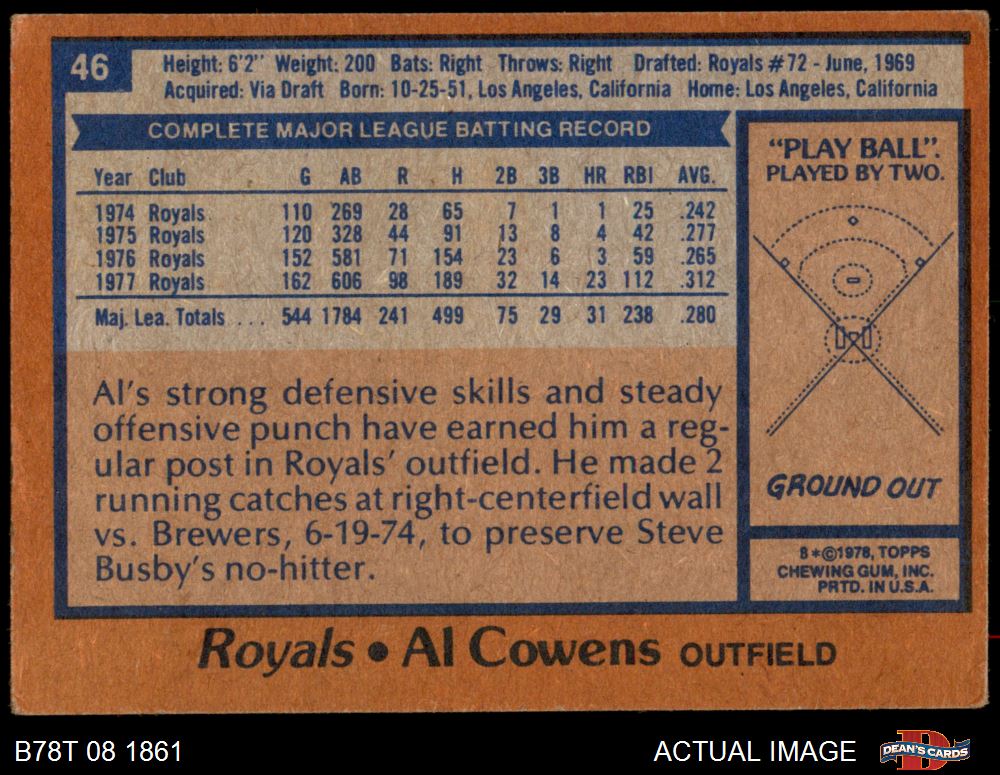 46
Height: 6'2" Weight: 200 Bats: Right Throws: Right Drafted: Royals #72 - June, 1969
Acquired: Via Draft Born: 10-25-51, Los Angeles, California Home: Los Angeles, California
COMPLETE MAJOR LEAGUE BATTING RECORD
Year Club G AB R H 2B 3B HR RBI AVG.
1974 Royals 110 269 28 65 7 1 1 25 .242
1975 Royals 120 328 44 91 13 8 4 42 .277
1976 Royals 152 581 71 154 23 6 3 59 .265
1977 Royals 162 606 98 189 32 14 23 112 .312
Maj. Lea. Totals . . . 544 1784 241 499 75 29 31 238 .280
Al's strong defensive skills and steady
offensive punch have earned him a reg-
ular post in Royals' outfield. He made 2
running catches at right-centerfield wall
vs. Brewers, 6-19-74, to preserve Steve
Busby's no-hitter.
"PLAY BALL".
PLAYED BY TWO.
GROUND OUT
8*©1978, TOPPS
CHEWING GUM, INC.
PRTD. IN U.S.A.
Royals • Al Cowens OUTFIELD
B78T 08 1861
ACTUAL IMAGE
D
DEAN'S CARDS